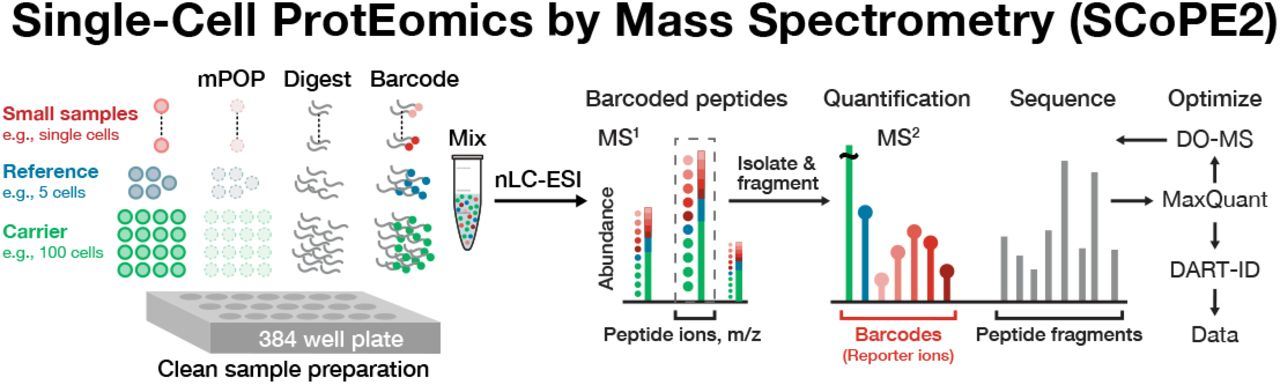 Single-Cell ProtEomics by Mass Spectrometry (SCoPE2)
mPOP Digest Barcode
Small samples
e.g., single cells
Reference
e.g., 5 cells
Carrier
e.g., 100 cells
384 well plate
Clean sample preparation
Mix
nLC-ESI
Barcoded peptides
MS¹
Abundance
Peptide ions, m/z
Isolate &
fragment
Quantification
MS²
Barcodes
(Reporter ions)
Sequence
Peptide fragments
Optimize
DO-MS
MaxQuant
DART-ID
Data